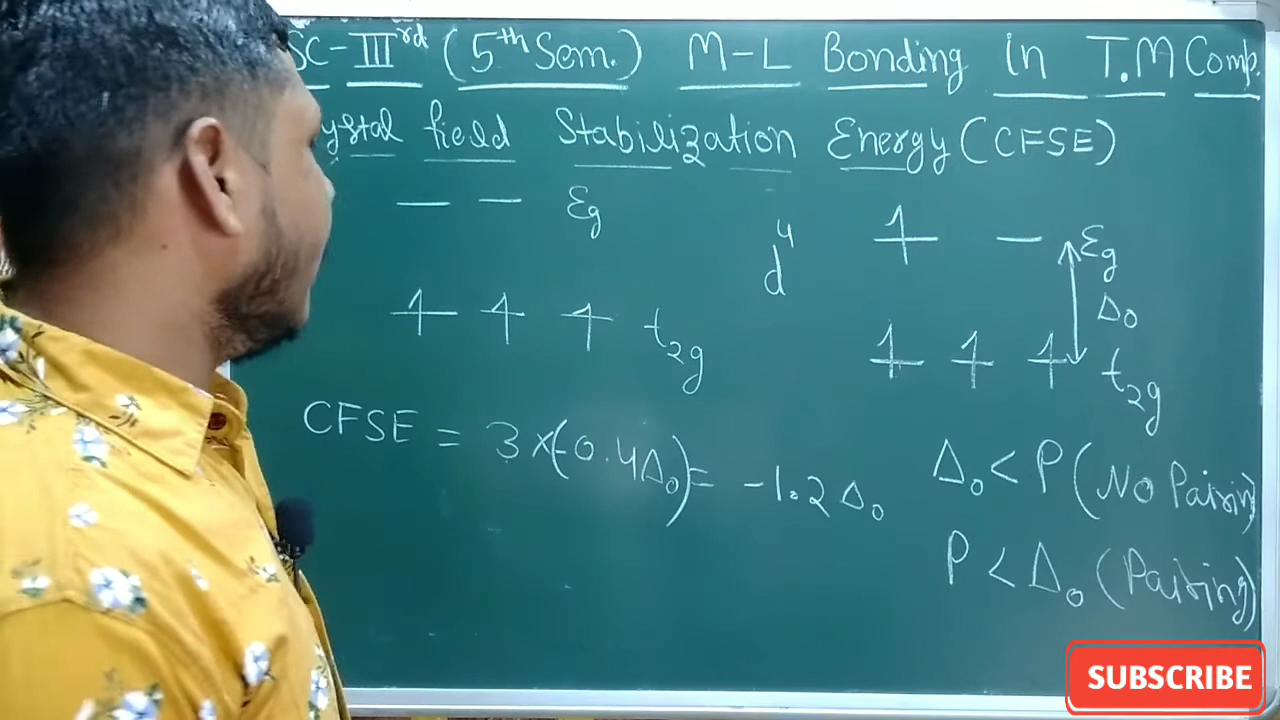 SC-IIIrd (5th Sem.) M-L Bonding in T.M Comp.
ystal field Stabilization Energy (CFSE)
Eg
d4
Eg
Δo
t2g
t2g
CFSE = 3×(-0.4Δo) = -1.2Δo
Δo < P (No Pairing)
P < Δo (Pairing)
SUBSCRIBE